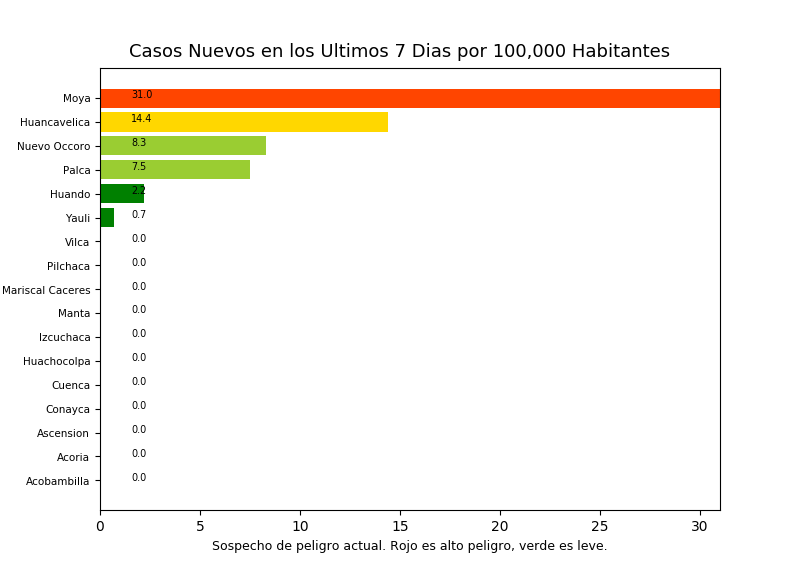 Casos Nuevos en los Ultimos 7 Dias por 100,000 Habitantes
Moya 31.0
Huancavelica 14.4
Nuevo Occoro 8.3
Palca 7.5
Huando 2.2
Yauli 0.7
Vilca 0.0
Pilchaca 0.0
Mariscal Caceres 0.0
Manta 0.0
Izcuchaca 0.0
Huachocolpa 0.0
Cuenca 0.0
Conayca 0.0
Ascension 0.0
Acoria 0.0
Acobambilla 0.0
0 5 10 15 20 25 30
Sospecho de peligro actual. Rojo es alto peligro, verde es leve.